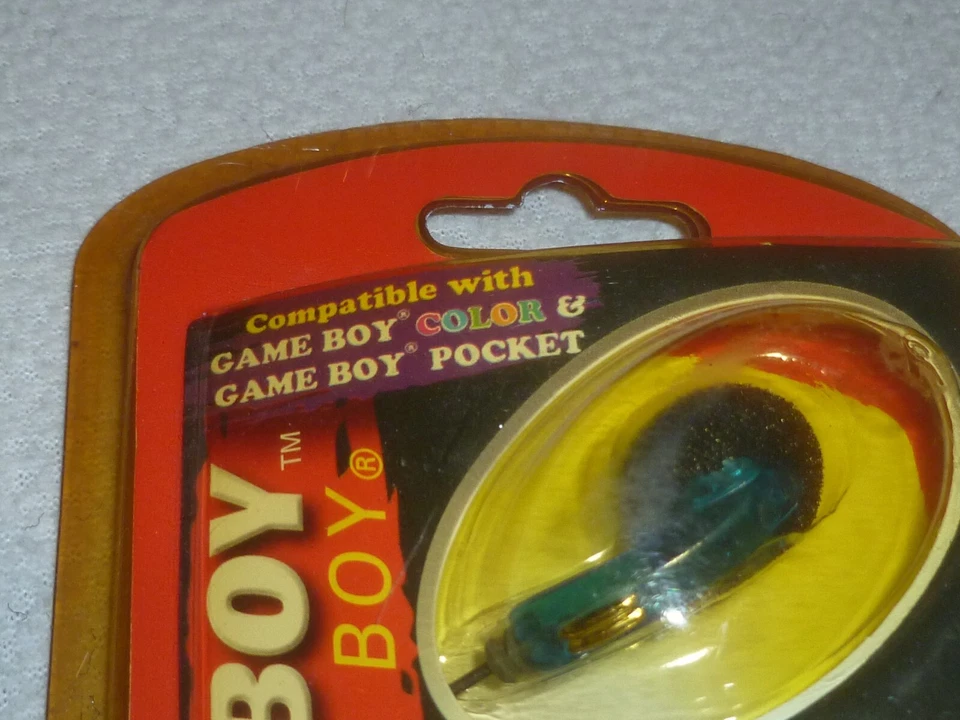 Compatible with
GAME BOY® COLOR &
GAME BOY® POCKET
BOY™
BOY®